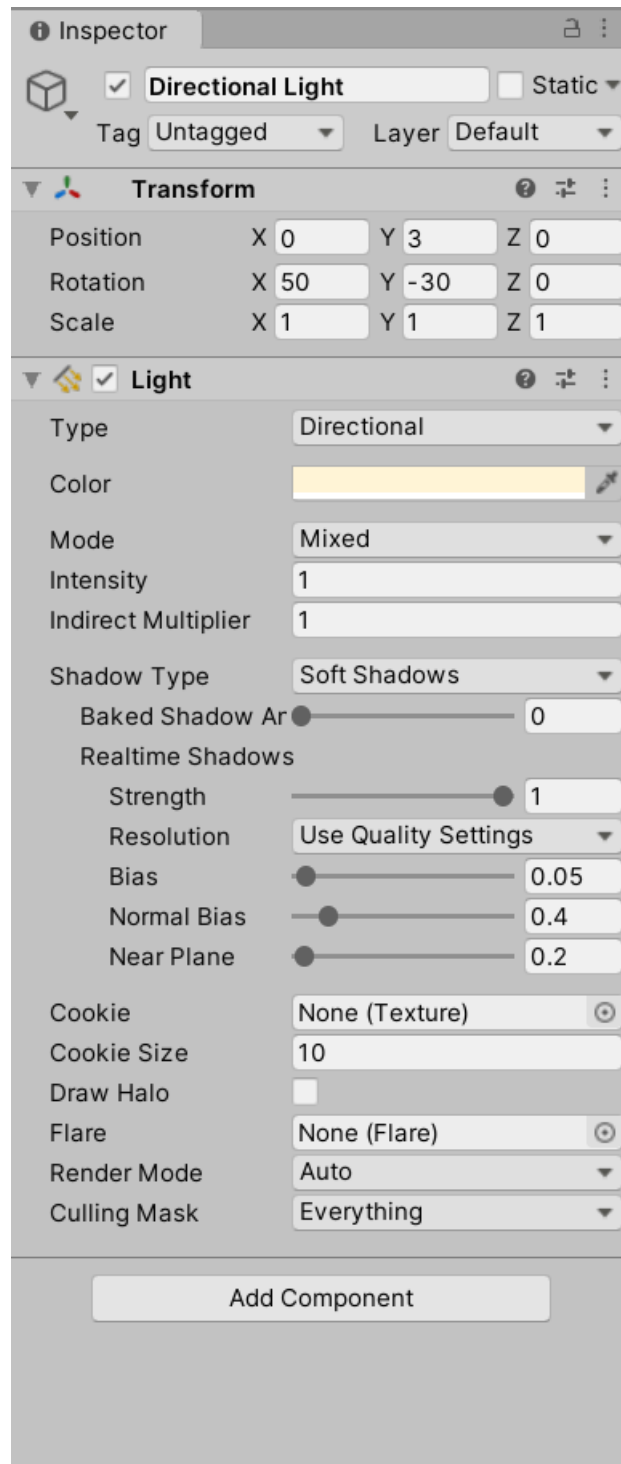 Inspector
Directional Light Static
Tag Untagged Layer Default
Transform
Position X 0 Y 3 Z 0
Rotation X 50 Y -30 Z 0
Scale X 1 Y 1 Z 1
Light
Type Directional
Color
Mode Mixed
Intensity 1
Indirect Multiplier 1
Shadow Type Soft Shadows
Baked Shadow Ar 0
Realtime Shadows
Strength 1
Resolution Use Quality Settings
Bias 0.05
Normal Bias 0.4
Near Plane 0.2
Cookie None (Texture)
Cookie Size 10
Draw Halo
Flare None (Flare)
Render Mode Auto
Culling Mask Everything
Add Component